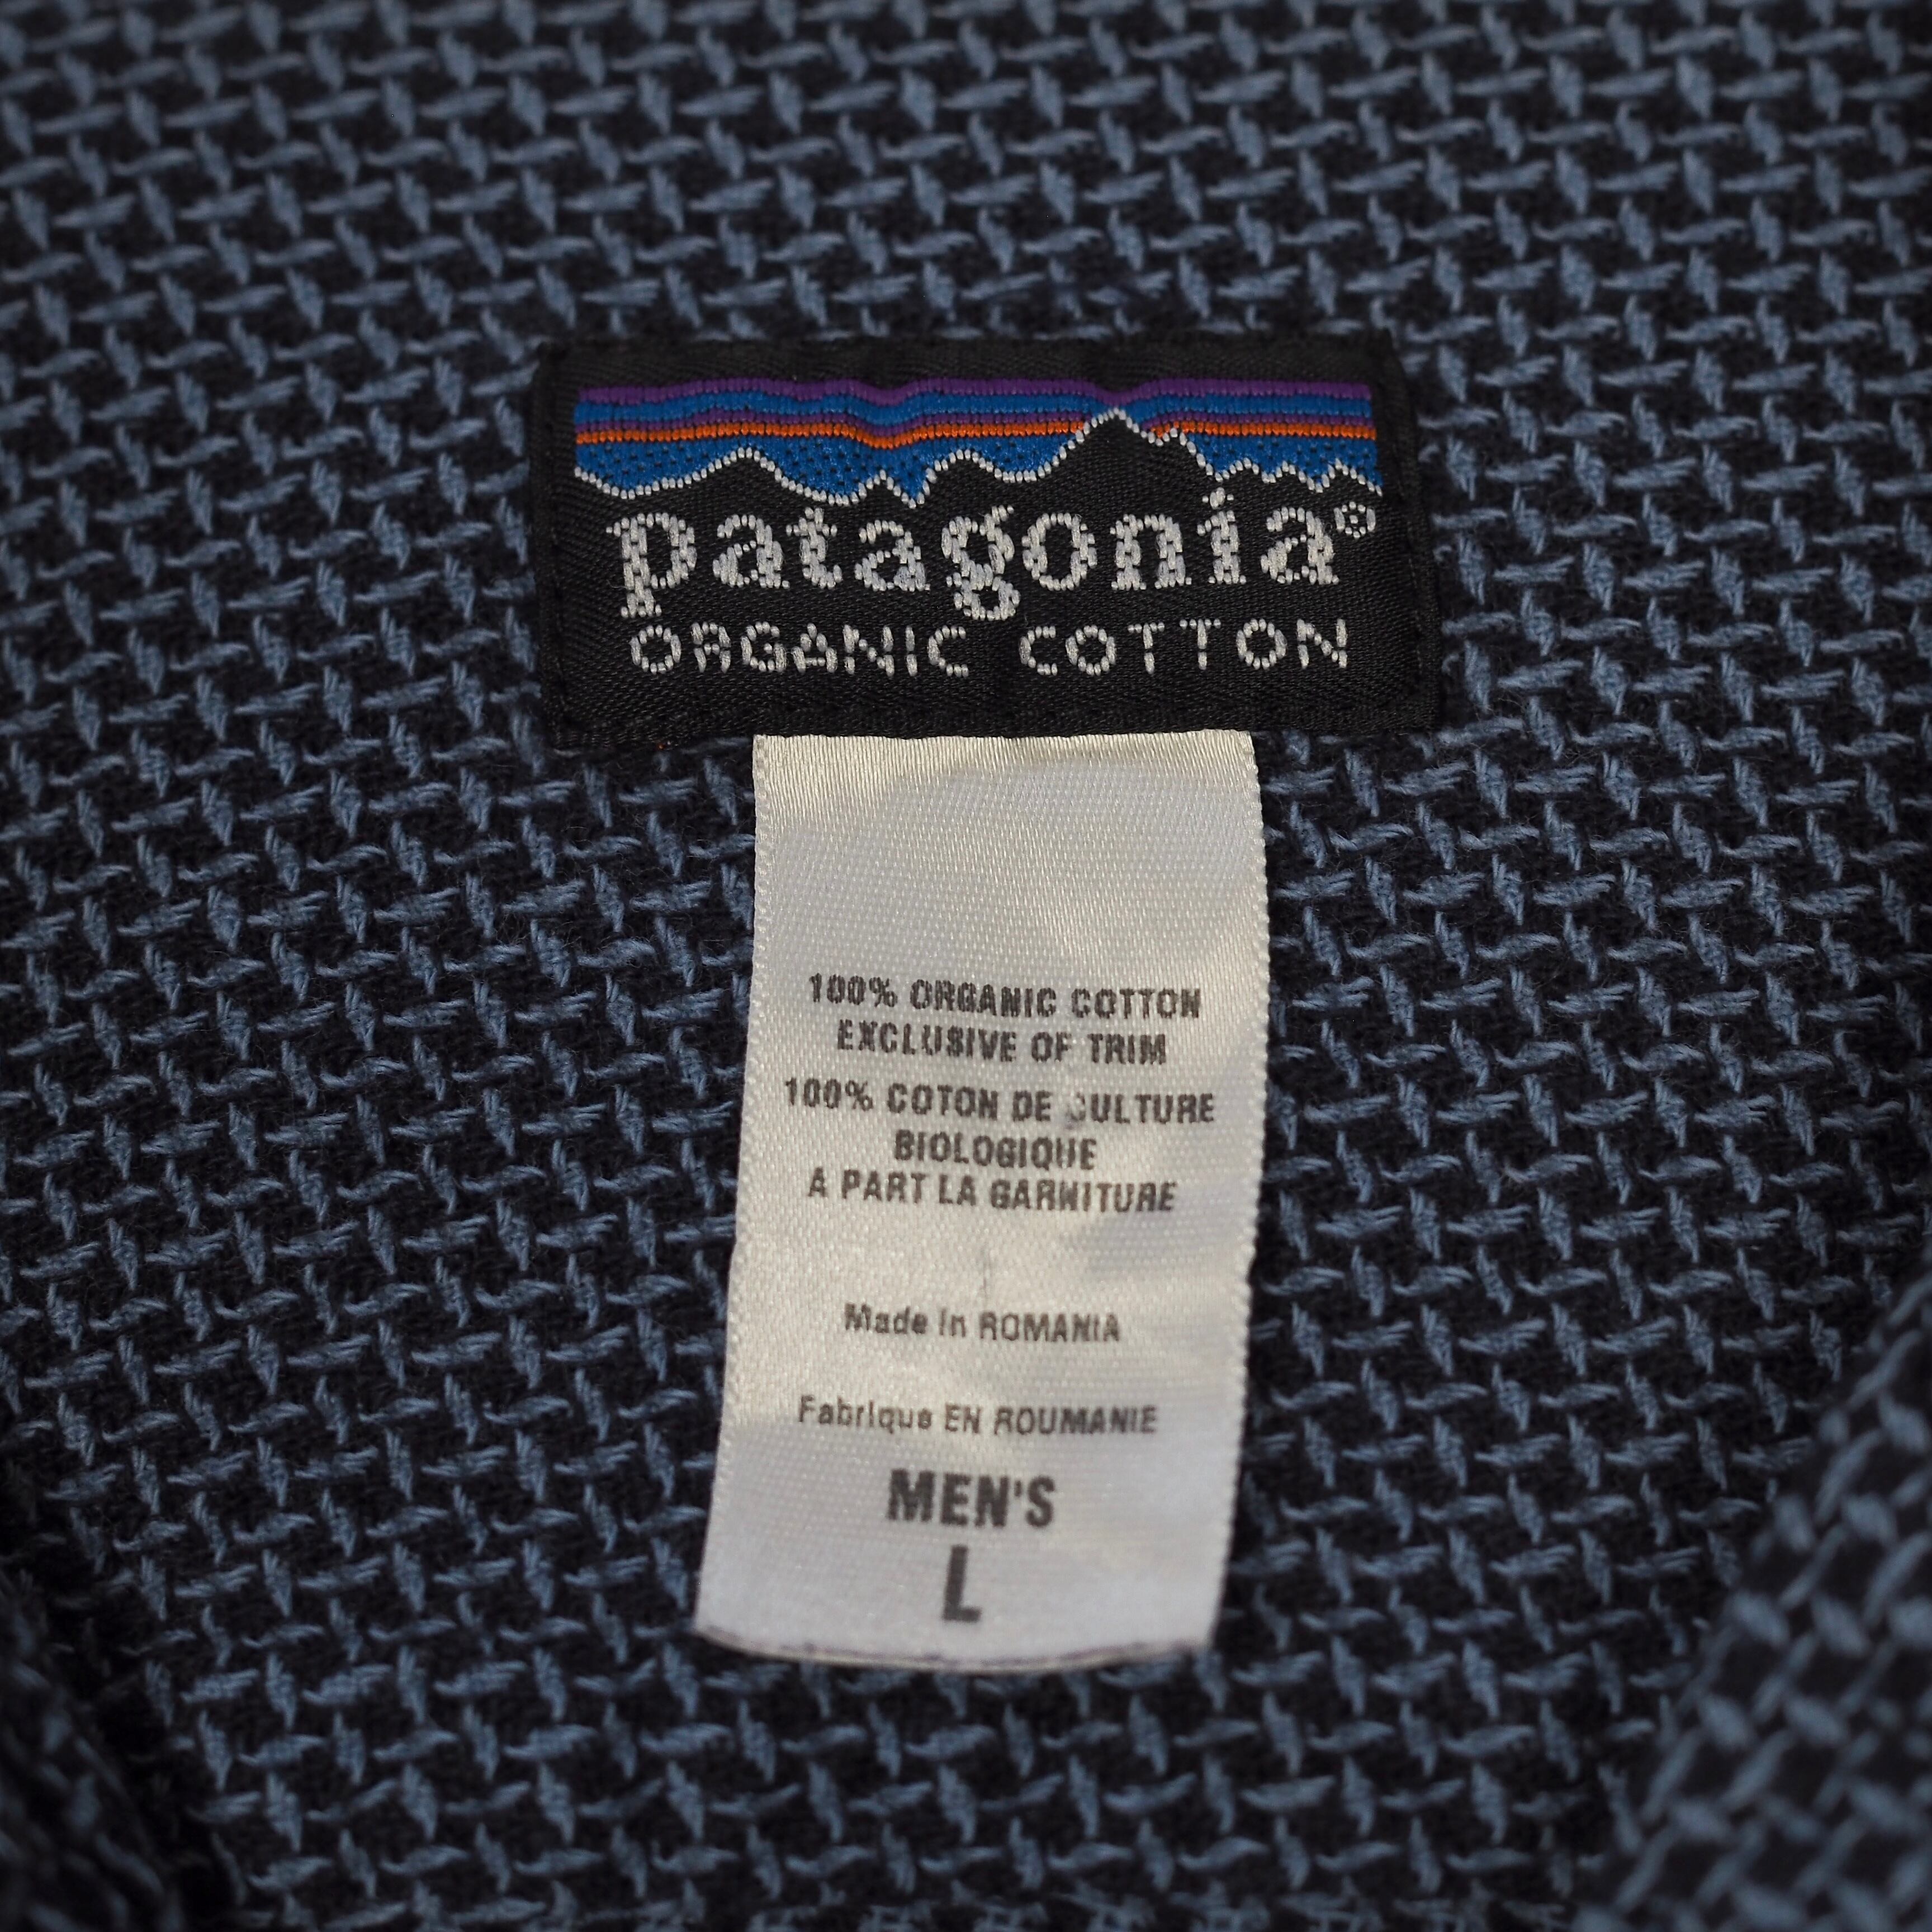 patagonia®
ORGANIC COTTON
100% ORGANIC COTTON
EXCLUSIVE OF TRIM
100% COTON DE CULTURE
BIOLOGIQUE
A PART LA GARNITURE
Made in ROMANIA
Fabrique EN ROUMANIE
MEN'S
L